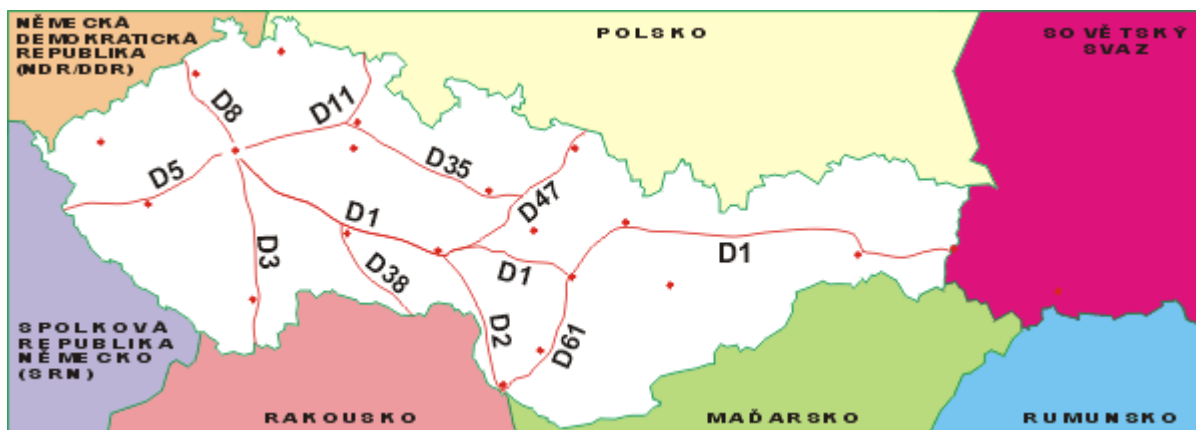 NĚMECKÁ
DEMOKRATICKÁ
REPUBLIKA
(NDR/DDR)
POLSKO
SOVĚTSKÝ
SVAZ
D8
D11
D5
D35
D47
D1
D3
D38
D1
D1
D2
D61
SPOLKOVÁ
REPUBLIKA
NĚMECKO
(SRN)
RAKOUSKO
MAĎARSKO
RUMUNSKO